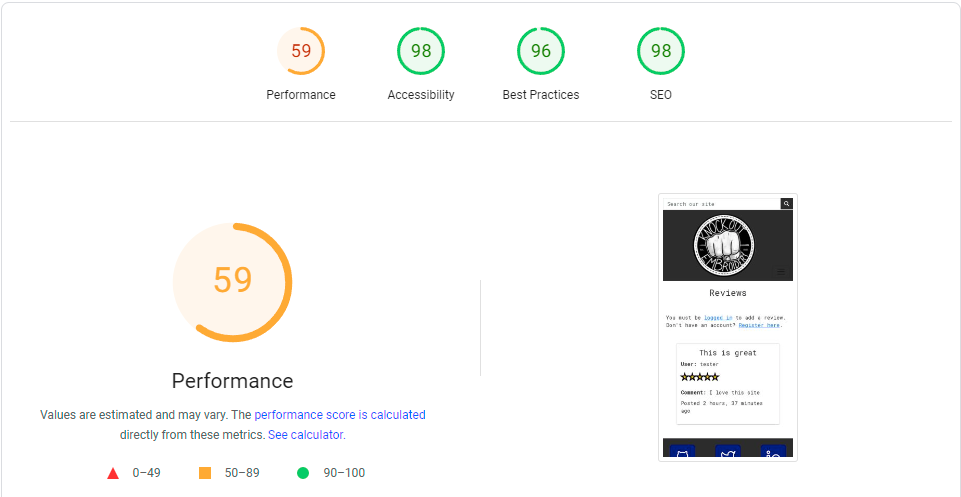 59
98
96
98
Performance
Accessibility
Best Practices
SEO
59
Performance
Values are estimated and may vary. The performance score is calculated
directly from these metrics. See calculator.
0–49
50–89
90–100
Search our site
KNOCKOUT
EMBROIDERY
Reviews
You must be logged in to add a review.
Don't have an account? Register here.
This is great
User: tester
Comment: I love this site
Posted 2 hours, 37 minutes
ago